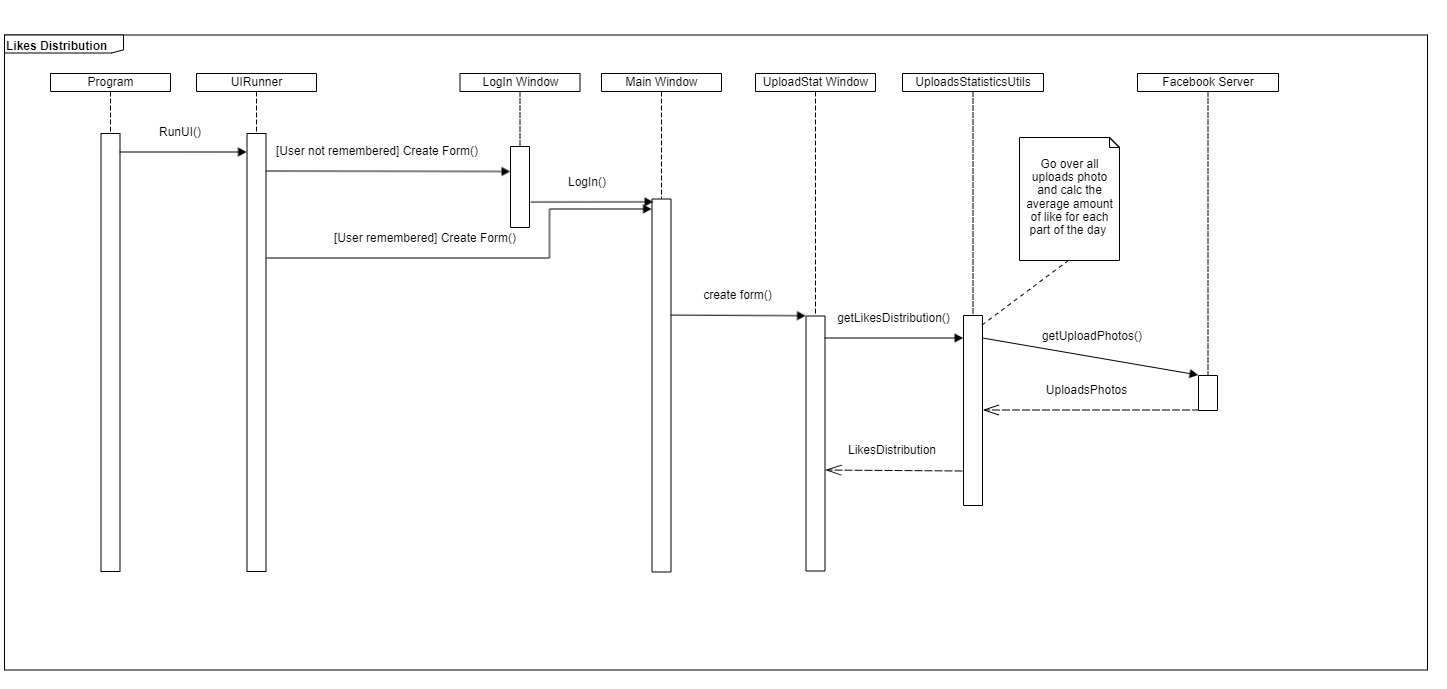 Likes Distribution
Program
UIRunner
LogIn Window
Main Window
UploadStat Window
UploadsStatisticsUtils
Facebook Server
RunUI()
[User not remembered] Create Form()
LogIn()
[User remembered] Create Form()
Go over all
uploads photo
and calc the
average amount
of like for each
part of the day
create form()
getLikesDistribution()
getUploadPhotos()
UploadsPhotos
LikesDistribution